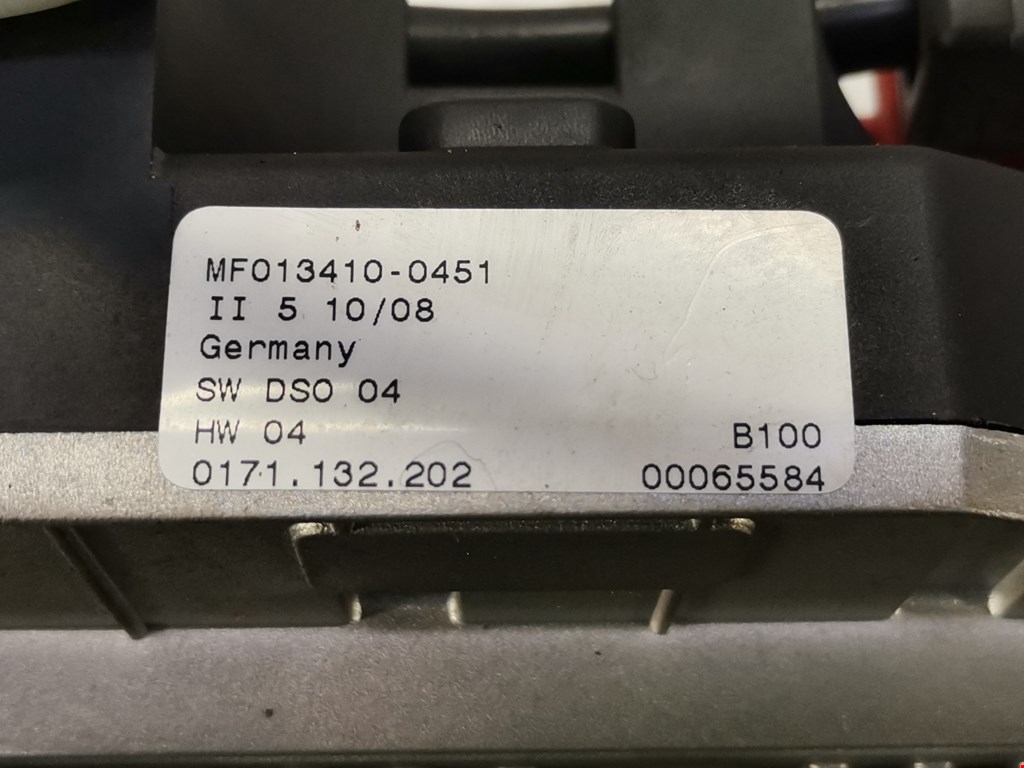 MF013410-0451
II 5 10/08
Germany
SW DSO 04
HW 04 B100
0171.132.202 00065584